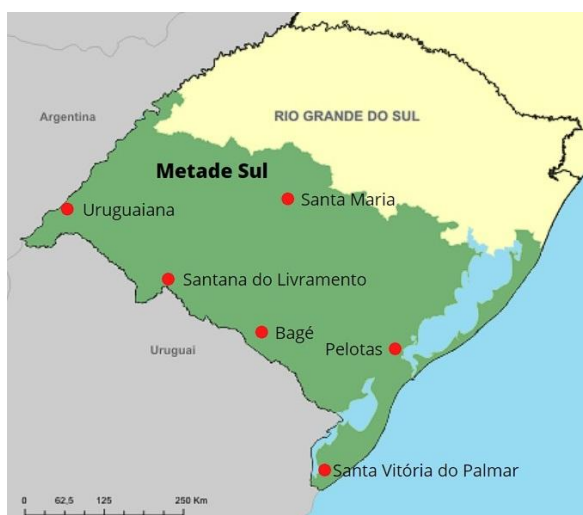 Argentina
RIO GRANDE DO SUL
Metade Sul
Santa Maria
Uruguaiana
Santana do Livramento
Bagé
Uruguai
Pelotas
Santa Vitória do Palmar
0 62,5 125 250 Km